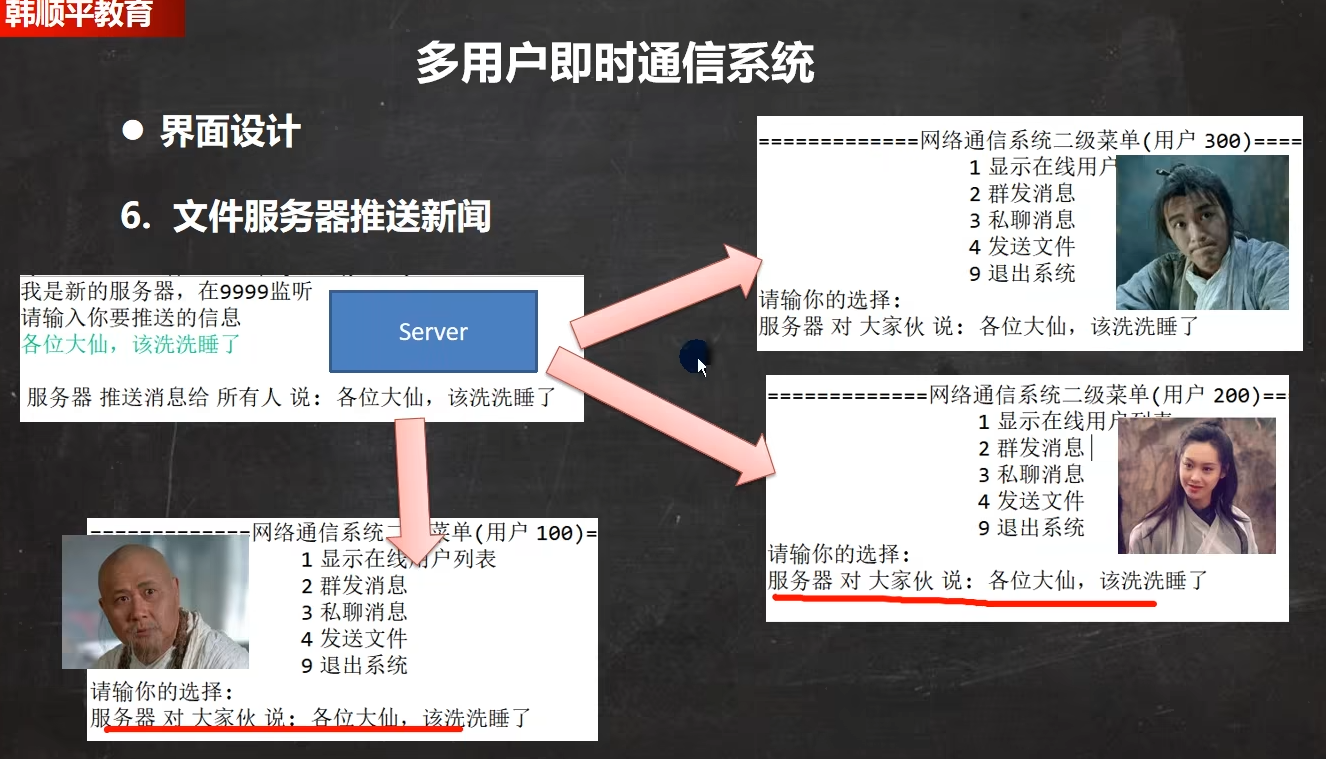 韩顺平教育
多用户即时通信系统
● 界面设计
6. 文件服务器推送新闻
我是新的服务器，在9999监听
请输入你要推送的信息
各位大仙，该洗洗睡了
服务器 推送消息给 所有人 说: 各位大仙，该洗洗睡了
Server
=============网络通信系统二级菜单(用户 300)====
1 显示在线用户
2 群发消息
3 私聊消息
4 发送文件
9 退出系统
请输你的选择:
服务器 对 大家伙 说: 各位大仙，该洗洗睡了
=============网络通信系统二级菜单(用户 200)==
1 显示在线用户列表
2 群发消息
3 私聊消息
4 发送文件
9 退出系统
请输你的选择:
服务器 对 大家伙 说: 各位大仙，该洗洗睡了
=============网络通信系统二级菜单(用户 100)=
1 显示在线用户列表
2 群发消息
3 私聊消息
4 发送文件
9 退出系统
请输你的选择:
服务器 对 大家伙 说: 各位大仙，该洗洗睡了